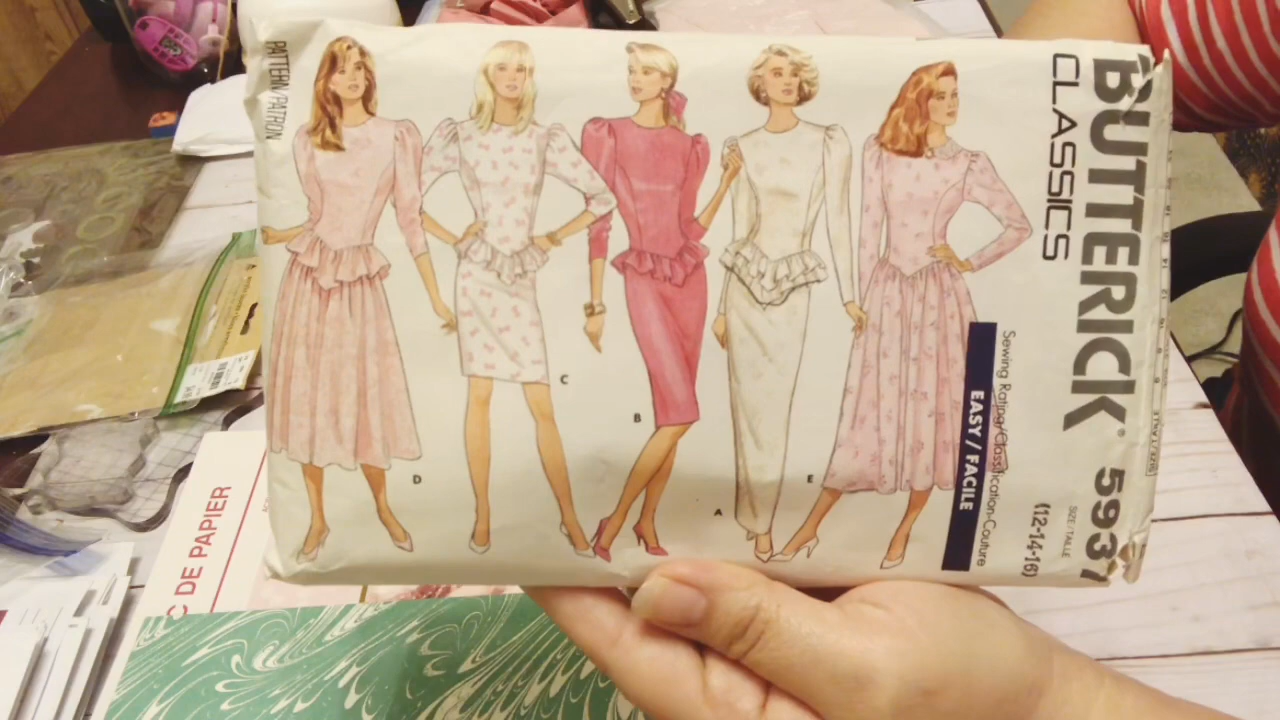 PATTERN/PATRON
BUTTERICK® 5937
CLASSICS
SIZE/TAILLE
(12-14-16)
Sewing Rating/Classification-Couture
EASY / FACILE
D
C
B
A
E
C DE PAPIER